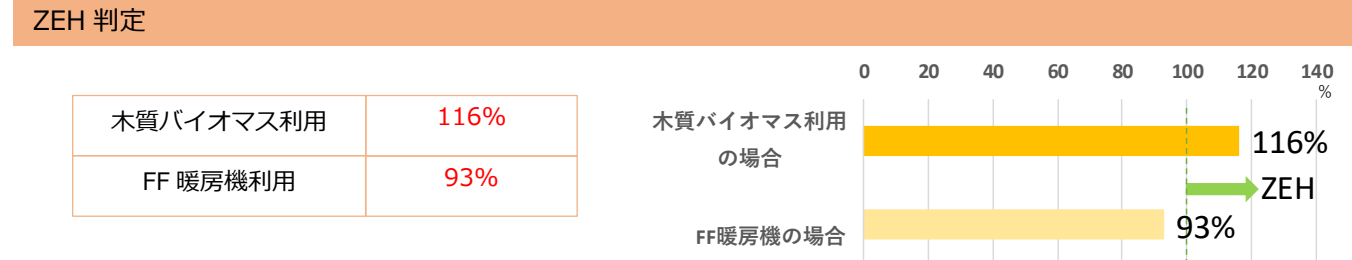 ZEH 判定
木質バイオマス利用 116%
FF 暖房機利用 93%
0 20 40 60 80 100 120 140
%
木質バイオマス利用
の場合
116%
ZEH
FF暖房機の場合
93%